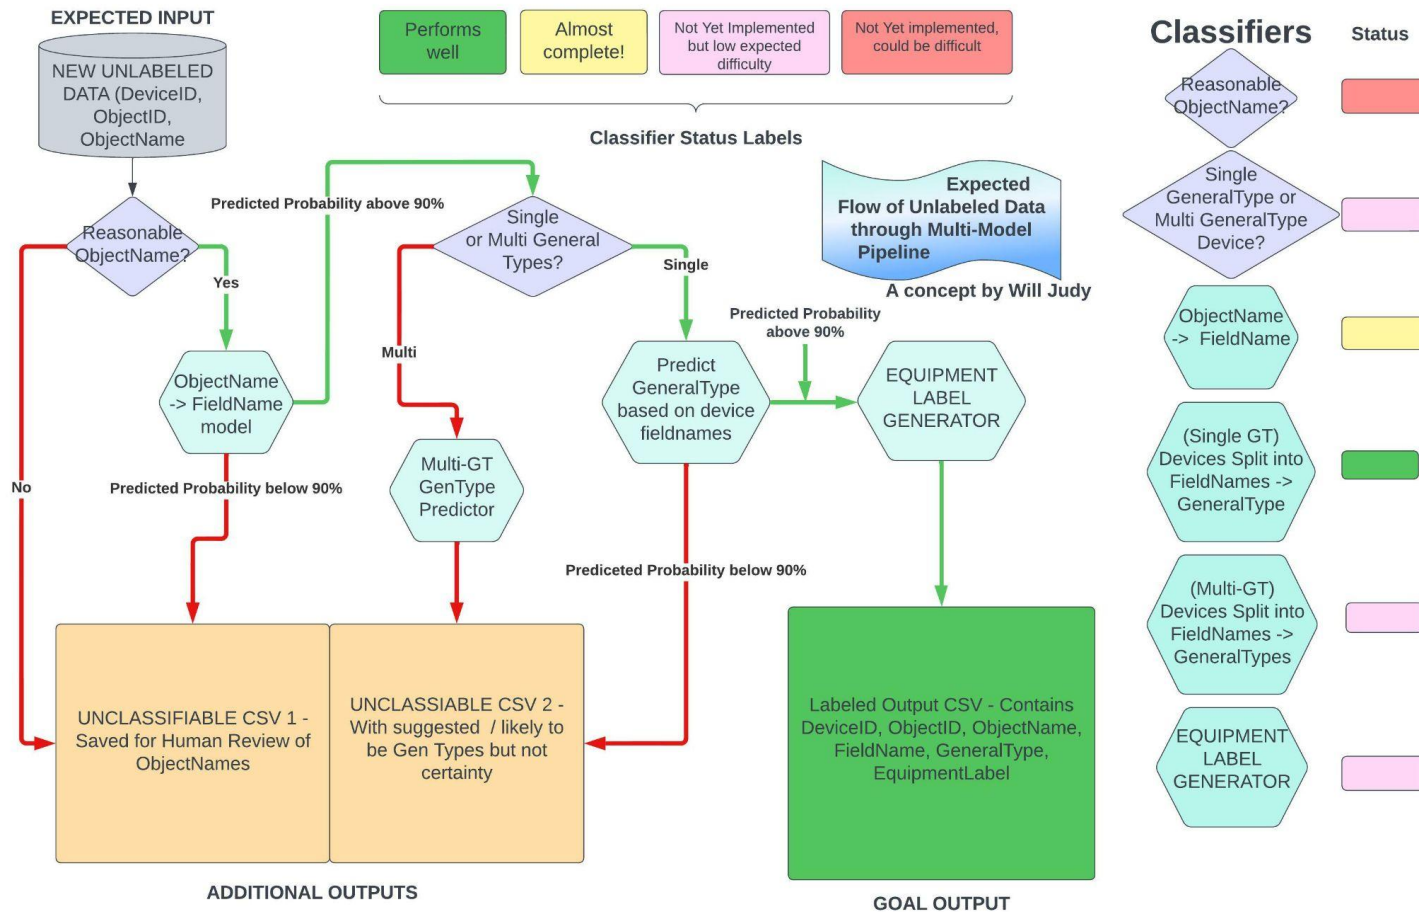 EXPECTED INPUT
NEW UNLABELED
DATA (DeviceID,
ObjectID,
ObjectName
Performs
well
Almost
complete!
Not Yet Implemented
but low expected
difficulty
Not Yet implemented,
could be difficult
Classifier Status Labels
Classifiers
Status
Reasonable
ObjectName?
Single
GeneralType or
Multi GeneralType
Device?
ObjectName
-> FieldName
(Single GT)
Devices Split into
FieldNames ->
GeneralType
(Multi-GT)
Devices Split into
FieldNames ->
GeneralTypes
EQUIPMENT
LABEL
GENERATOR
Expected
Flow of Unlabeled Data
through Multi-Model
Pipeline
A concept by Will Judy
Reasonable
ObjectName?
Yes
No
Predicted Probability above 90%
ObjectName
-> FieldName
model
Predicted Probability below 90%
Single
or Multi General
Types?
Single
Multi
Multi-GT
GenType
Predictor
Predict
GeneralType
based on device
fieldnames
Predicted Probability
above 90%
EQUIPMENT
LABEL
GENERATOR
Prediceted Probability below 90%
UNCLASSIFIABLE CSV 1 -
Saved for Human Review of
ObjectNames
UNCLASSIABLE CSV 2 -
With suggested / likely to
be Gen Types but not
certainty
Labeled Output CSV - Contains
DeviceID, ObjectID, ObjectName,
FieldName, GeneralType,
EquipmentLabel
ADDITIONAL OUTPUTS
GOAL OUTPUT